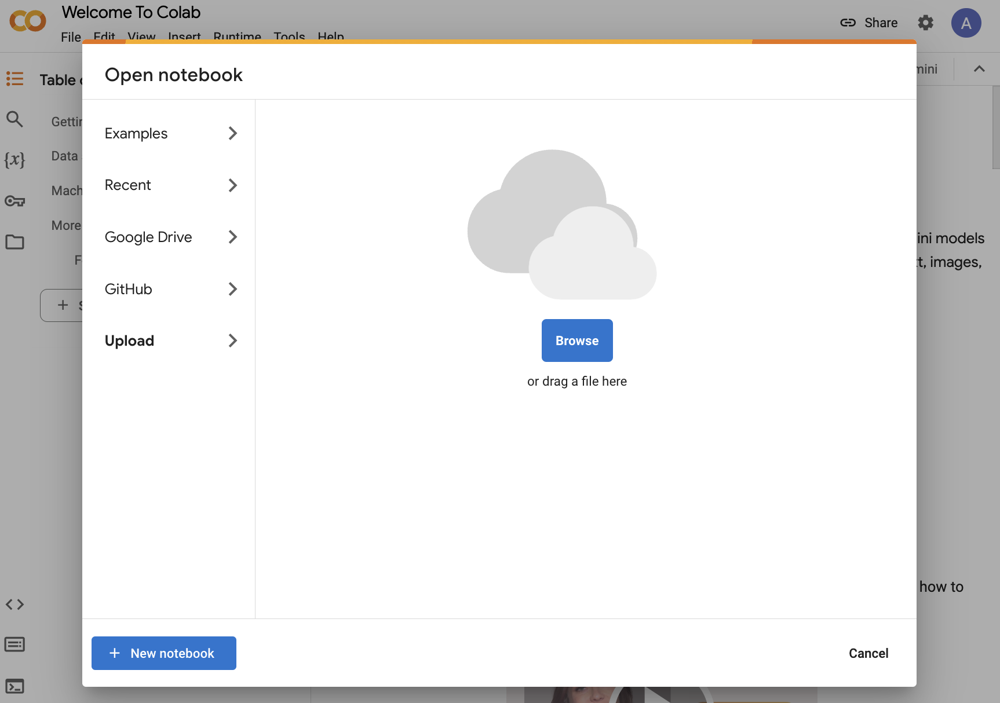 Welcome To Colab
File Edit View Insert Runtime Tools Help
Share
A
Table
Open notebook
Examples
Recent
Google Drive
GitHub
Upload
Data
More
{x}
Browse
or drag a file here
models
images,
how to
+ New notebook
Cancel